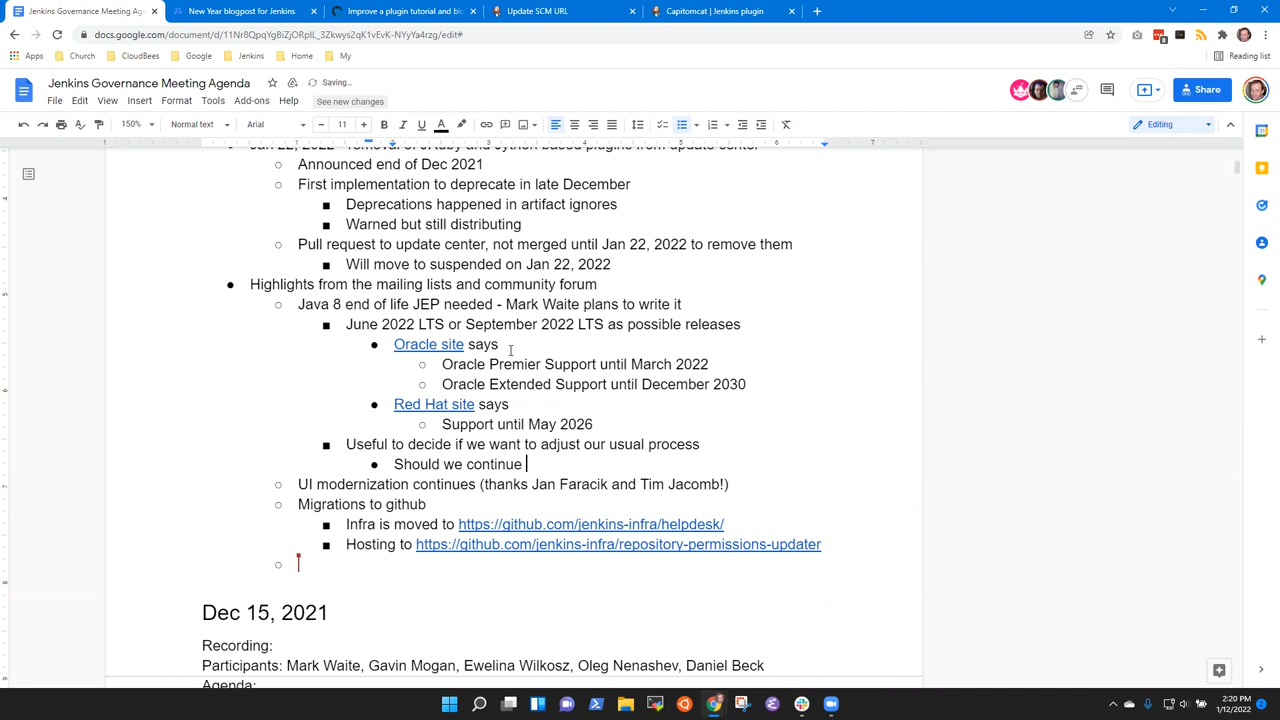 Jenkins Governance Meeting Ag
New Year blogpost for Jenkins
Improve a plugin tutorial and bl
Update SCM URL
Capitomcat | Jenkins plugin
docs.google.com/document/d/11Nr8QpqYgBiZjORpIL_3Zkwys2qK1vEvK-NYyYa4rzg/edit#
Apps Church CloudBees Google Jenkins Home My Reading list
Jenkins Governance Meeting Agenda Saving...
File Edit View Insert Format Tools Add-ons Help See new changes
Share
150% Normal text Arial 11 Editing
Announced end of Dec 2021
First implementation to deprecate in late December
Deprecations happened in artifact ignores
Warned but still distributing
Pull request to update center, not merged until Jan 22, 2022 to remove them
Will move to suspended on Jan 22, 2022
Highlights from the mailing lists and community forum
Java 8 end of life JEP needed - Mark Waite plans to write it
June 2022 LTS or September 2022 LTS as possible releases
Oracle site says
Oracle Premier Support until March 2022
Oracle Extended Support until December 2030
Red Hat site says
Support until May 2026
Useful to decide if we want to adjust our usual process
Should we continue
UI modernization continues (thanks Jan Faracik and Tim Jacomb!)
Migrations to github
Infra is moved to https://github.com/jenkins-infra/helpdesk/
Hosting to https://github.com/jenkins-infra/repository-permissions-updater
Dec 15, 2021
Recording:
Participants: Mark Waite, Gavin Mogan, Ewelina Wilkosz, Oleg Nenashev, Daniel Beck
Agenda:
2:20 PM
1/12/2022